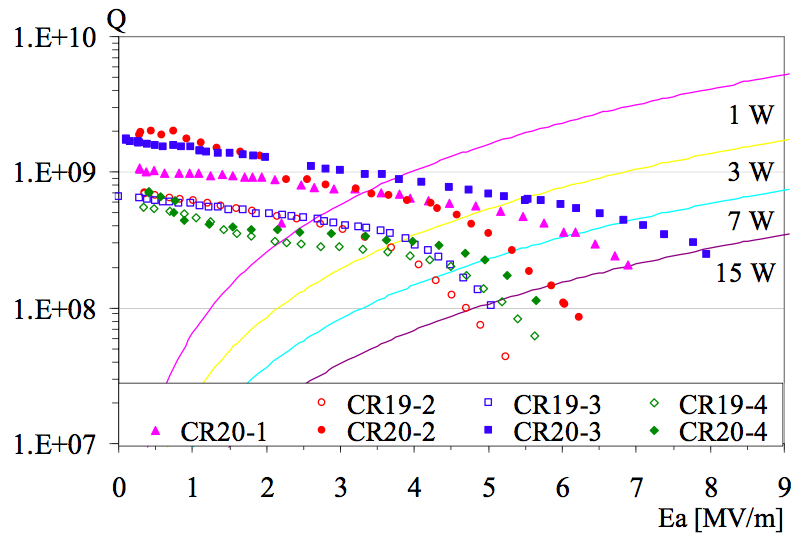 Q
1.E+10
1 W
1.E+09
3 W
7 W
15 W
1.E+08
CR19-2 CR19-3 CR19-4
CR20-1 CR20-2 CR20-3 CR20-4
1.E+07
0 1 2 3 4 5 6 7 8 9
Ea [MV/m]